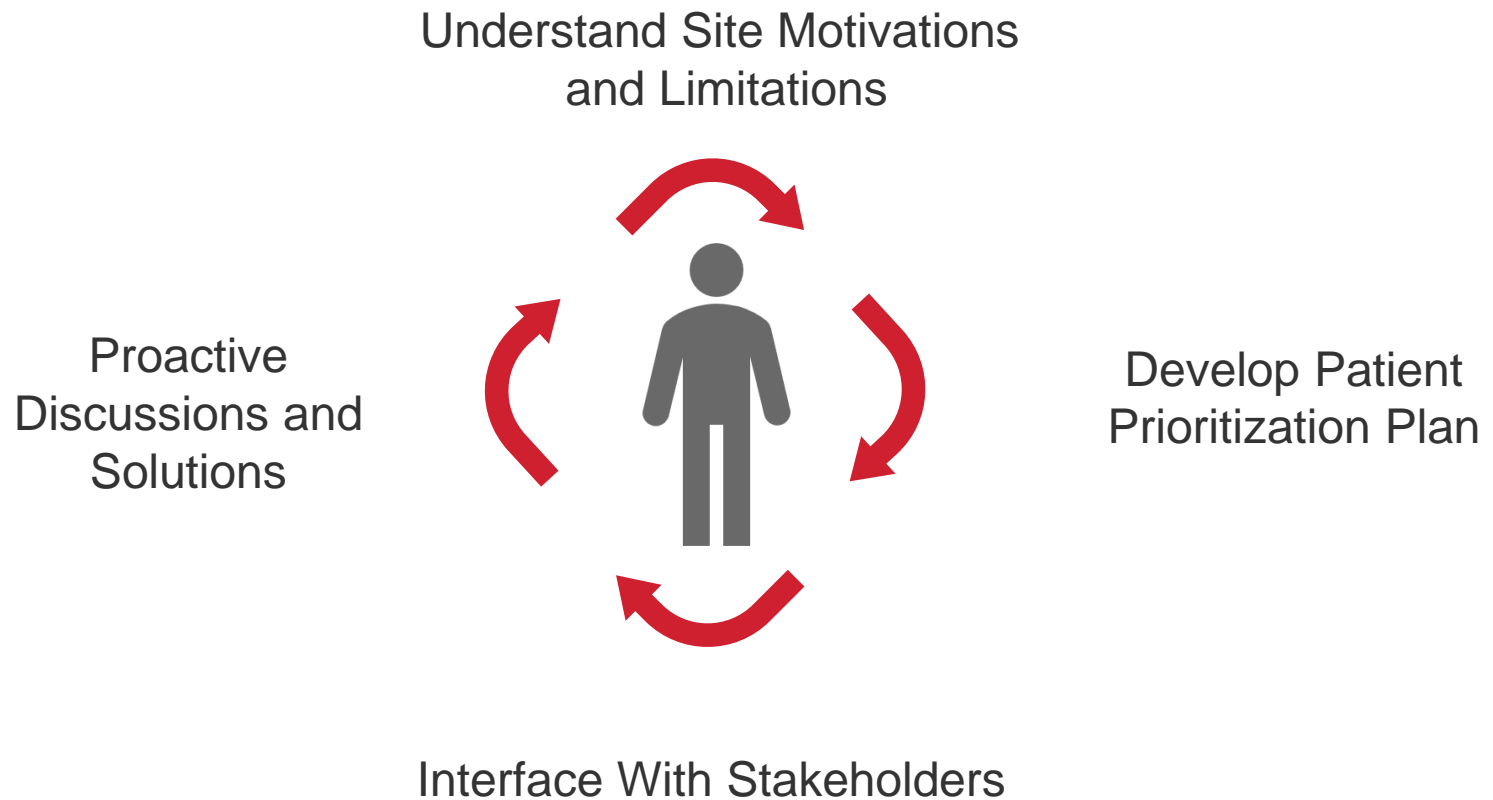 Understand Site Motivations
and Limitations
Proactive
Discussions and
Solutions
Develop Patient
Prioritization Plan
Interface With Stakeholders